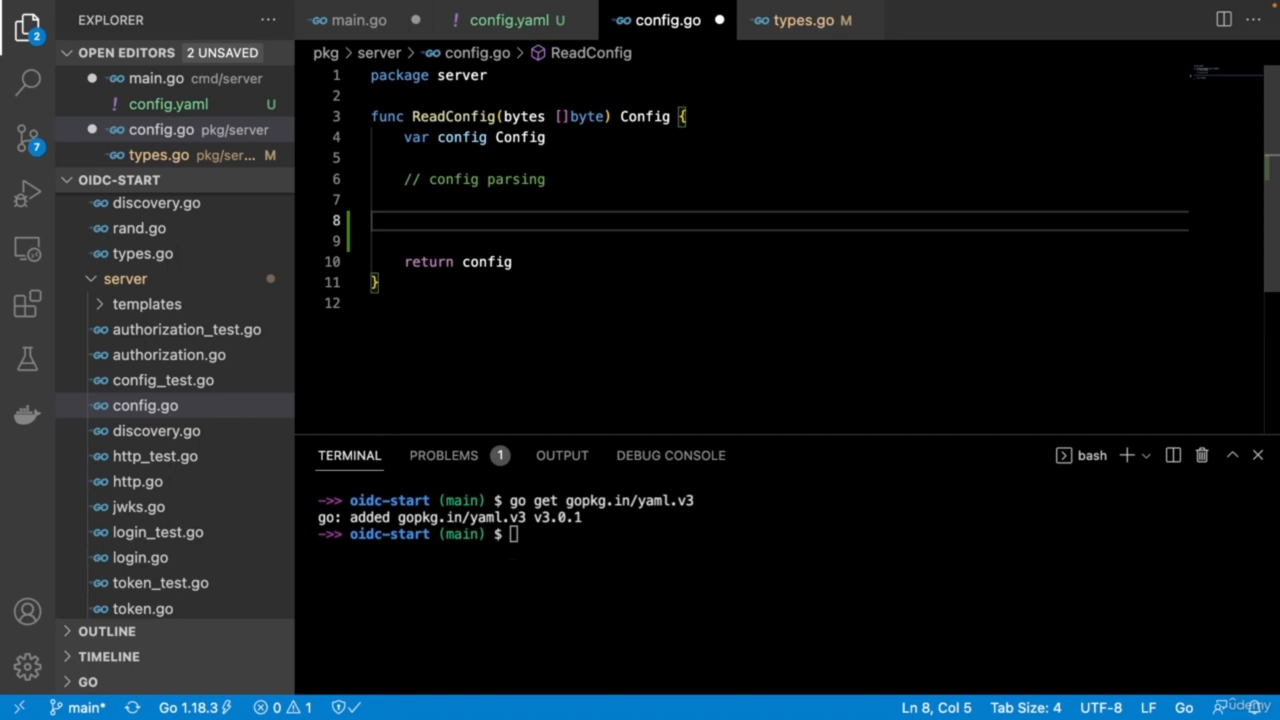 EXPLORER
main.go
! config.yaml U
config.go
types.go M
OPEN EDITORS 2 UNSAVED
main.go cmd/server
! config.yaml U
config.go pkg/server
types.go pkg/ser... M
OIDC-START
discovery.go
rand.go
types.go
server
templates
authorization_test.go
authorization.go
config_test.go
config.go
discovery.go
http_test.go
http.go
jwks.go
login_test.go
login.go
token_test.go
token.go
OUTLINE
TIMELINE
GO
2
7
pkg > server > config.go > ReadConfig
1 package server
2
3 func ReadConfig(bytes []byte) Config {
4 var config Config
5
6 // config parsing
7
8
9
10 return config
11 }
12
TERMINAL PROBLEMS 1 OUTPUT DEBUG CONSOLE
bash
->> oidc-start (main) $ go get gopkg.in/yaml.v3
go: added gopkg.in/yaml.v3 v3.0.1
->> oidc-start (main) $
main* Go 1.18.3 0 1 Ln 8, Col 5 Tab Size: 4 UTF-8 LF Go
Udemy